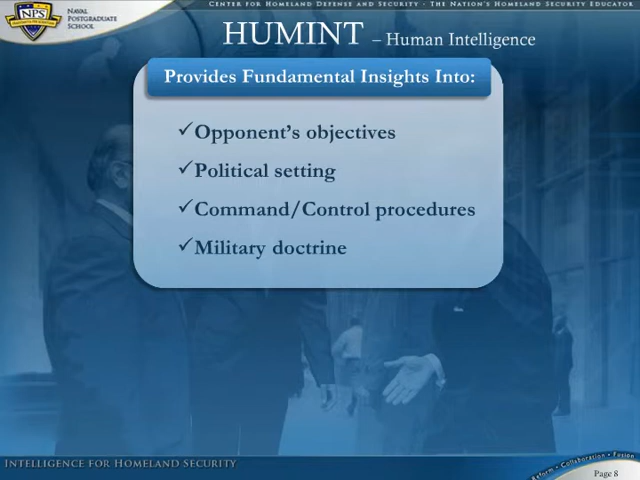 Center for Homeland Defense and Security · The Nation's Homeland Security Educator
NPS
Naval
Postgraduate
School
HUMINT – Human Intelligence
Provides Fundamental Insights Into:
✓Opponent's objectives
✓Political setting
✓Command/Control procedures
✓Military doctrine
Intelligence for Homeland Security
Collaboration • Fusion
Page 8